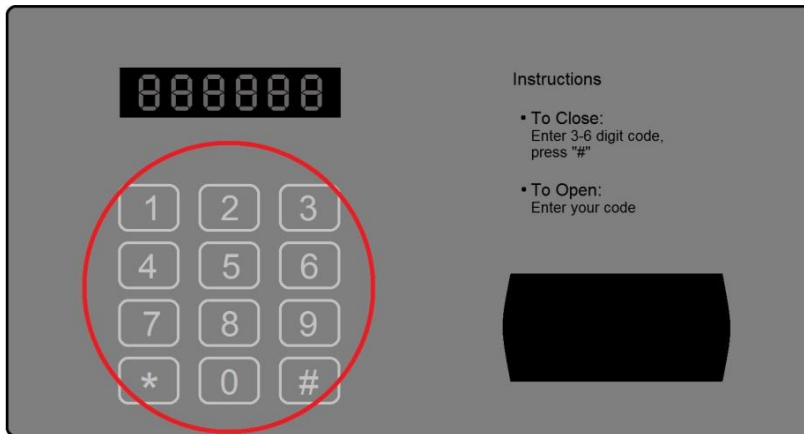 888888
Instructions
• To Close:
Enter 3-6 digit code,
press "#"
• To Open:
Enter your code
1 2 3
4 5 6
7 8 9
* 0 #